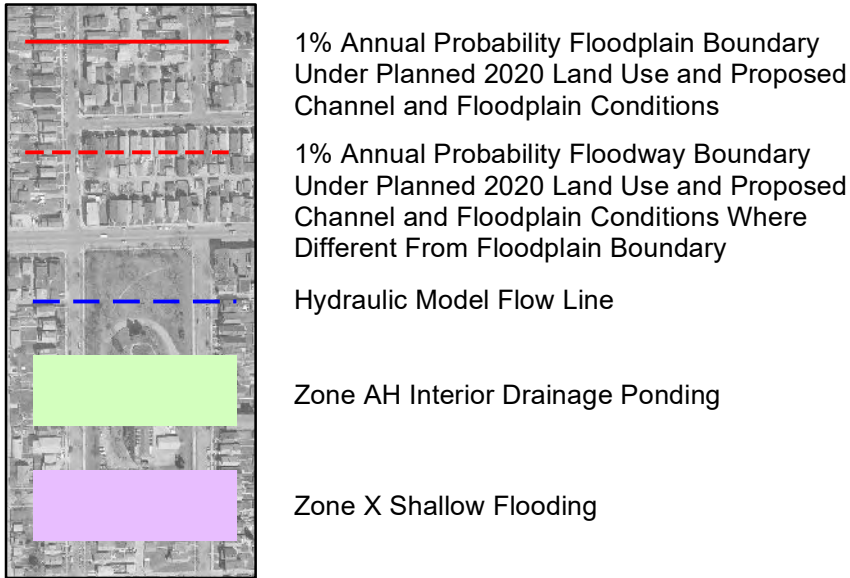 1% Annual Probability Floodplain Boundary
Under Planned 2020 Land Use and Proposed
Channel and Floodplain Conditions
1% Annual Probability Floodway Boundary
Under Planned 2020 Land Use and Proposed
Channel and Floodplain Conditions Where
Different From Floodplain Boundary
Hydraulic Model Flow Line
Zone AH Interior Drainage Ponding
Zone X Shallow Flooding